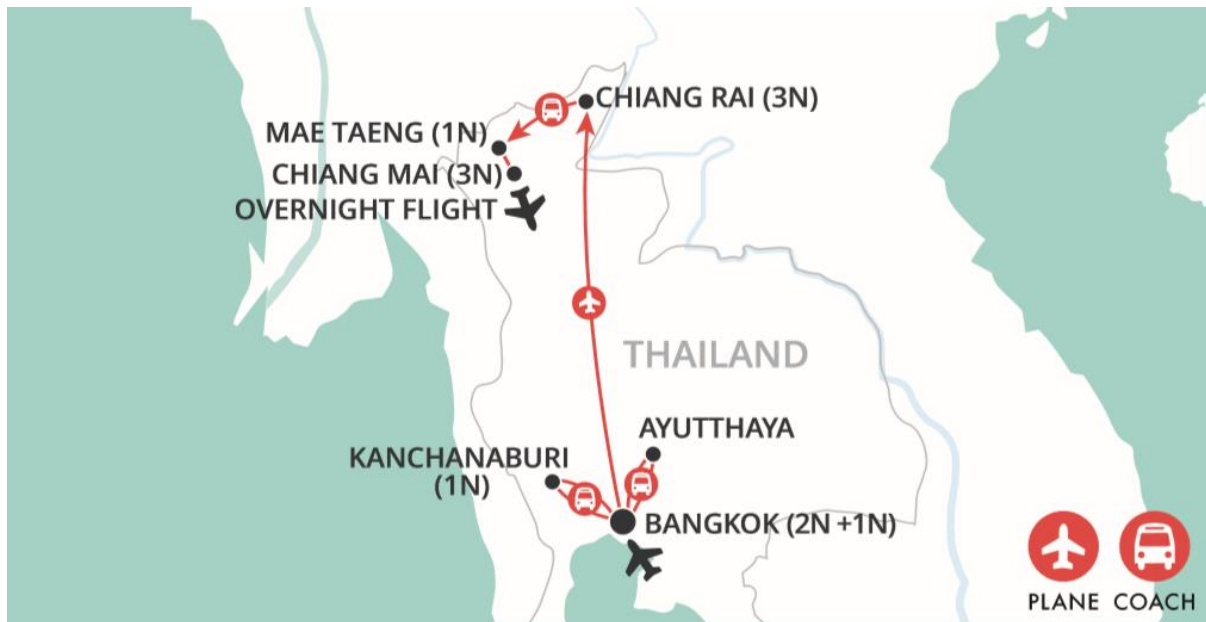 CHIANG RAI (3N)
MAE TAENG (1N)
CHIANG MAI (3N)
OVERNIGHT FLIGHT
THAILAND
AYUTTHAYA
KANCHANABURI
(1N)
BANGKOK (2N +1N)
PLANE COACH